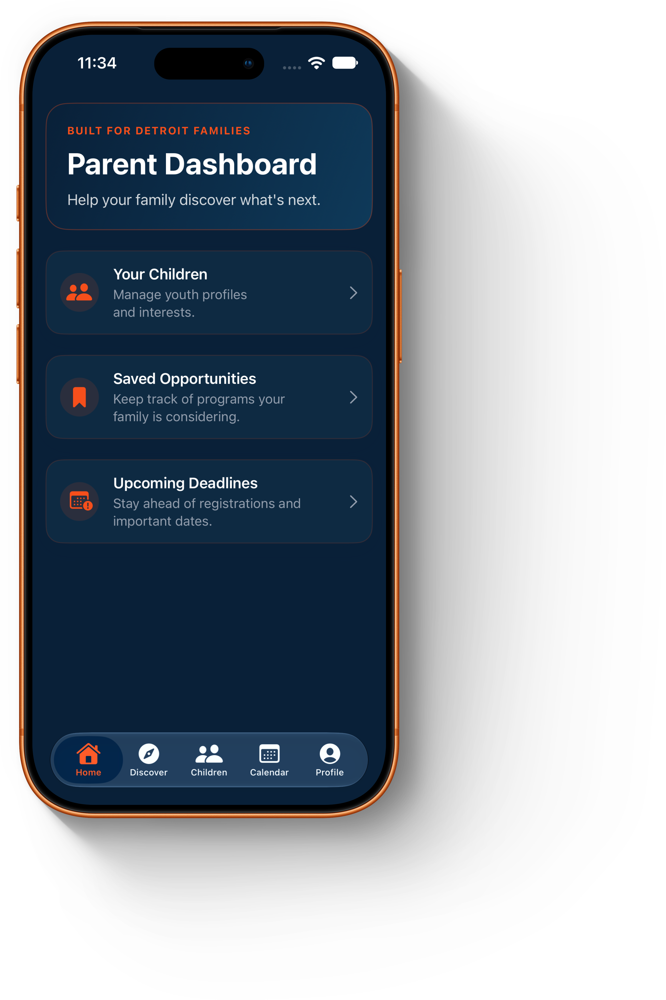 11:34
BUILT FOR DETROIT FAMILIES
Parent Dashboard
Help your family discover what's next.
Your Children
Manage youth profiles
and interests.
Saved Opportunities
Keep track of programs your
family is considering.
Upcoming Deadlines
Stay ahead of registrations and
important dates.
Home
Discover
Children
Calendar
Profile